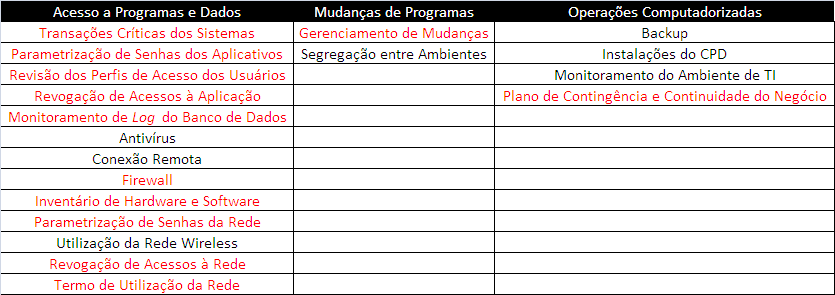 Acesso a Programas e Dados Mudanças de Programas Operações Computadorizadas
Transações Críticas dos Sistemas Gerenciamento de Mudanças Backup
Parametrização de Senhas dos Aplicativos Segregação entre Ambientes Instalações do CPD
Revisão dos Perfis de Acesso dos Usuários Monitoramento do Ambiente de TI
Revogação de Acessos à Aplicação Plano de Contingência e Continuidade do Negócio
Monitoramento de Log do Banco de Dados
Antivírus
Conexão Remota
Firewall
Inventário de Hardware e Software
Parametrização de Senhas da Rede
Utilização da Rede Wireless
Revogação de Acessos à Rede
Termo de Utilização da Rede